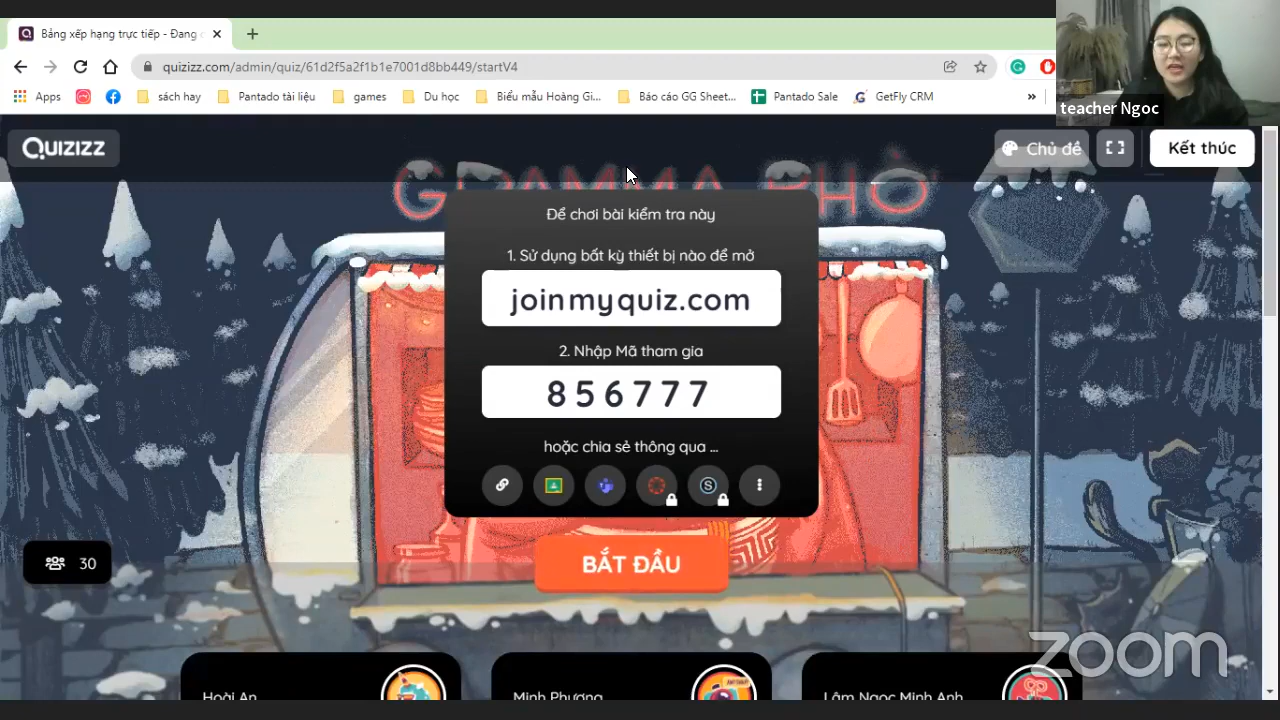 Bảng xếp hạng trực tiếp - Đang c
quizizz.com/admin/quiz/61d2f5a2f1b1e7001d8bb449/startV4
Apps
sách hay
Pantado tài liệu
games
Du học
Biểu mẫu Hoàng Gi...
Báo cáo GG Sheet...
Pantado Sale
GetFly CRM
»
teacher Ngoc
QUIZIZZ
Chủ đề
Kết thúc
GRAMMA PHỞ
Để chơi bài kiểm tra này
1. Sử dụng bất kỳ thiết bị nào để mở
joinmyquiz.com
2. Nhập Mã tham gia
856777
hoặc chia sẻ thông qua ...
30
BẮT ĐẦU
zoom
Hoài An
Minh Phương
Lâm Ngọc Minh Anh